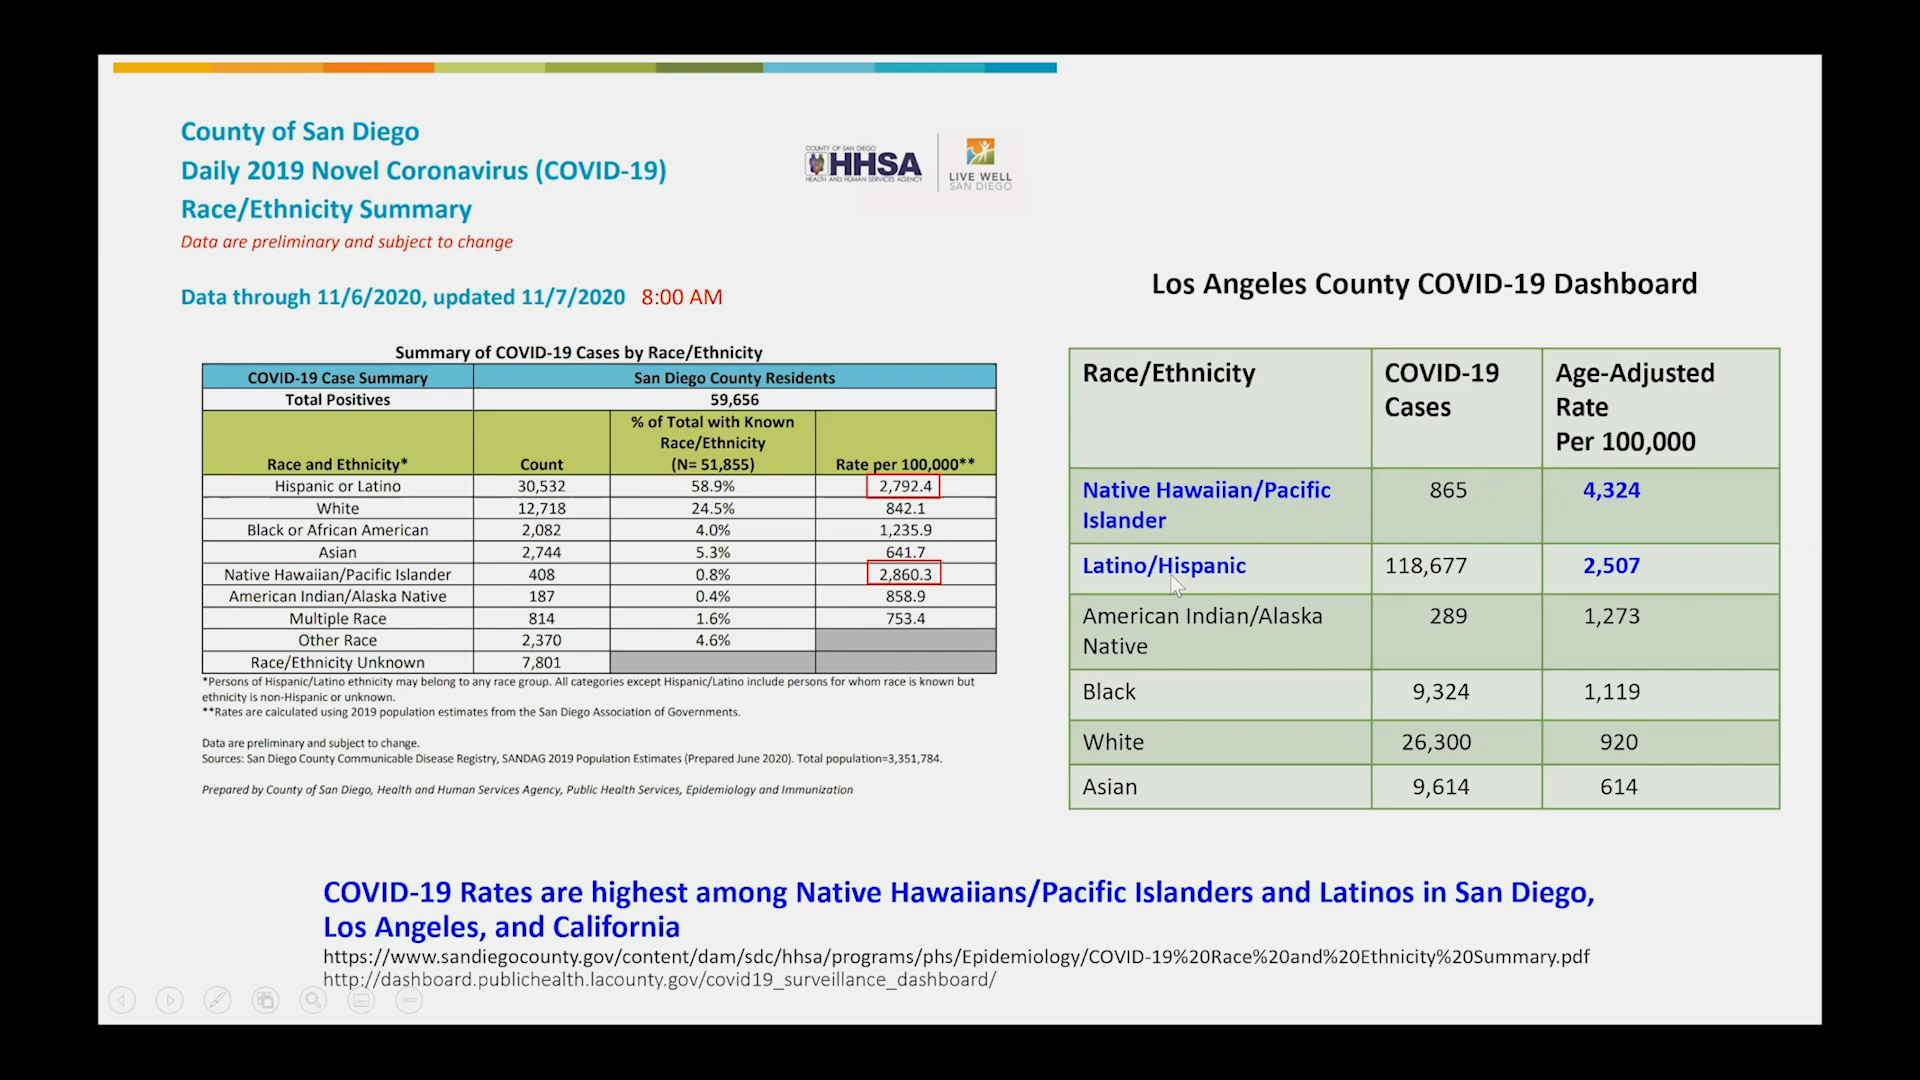 County of San Diego
Daily 2019 Novel Coronavirus (COVID-19)
Race/Ethnicity Summary
Data are preliminary and subject to change
COUNTY OF SAN DIEGO
HHSA
HEALTH AND HUMAN SERVICES AGENCY
LIVE WELL
SAN DIEGO
Data through 11/6/2020, updated 11/7/2020 8:00 AM
Summary of COVID-19 Cases by Race/Ethnicity
COVID-19 Case Summary San Diego County Residents
Total Positives 59,656
Race and Ethnicity* Count % of Total with Known Race/Ethnicity (N= 51,855) Rate per 100,000**
Hispanic or Latino 30,532 58.9% 2,792.4
White 12,718 24.5% 842.1
Black or African American 2,082 4.0% 1,235.9
Asian 2,744 5.3% 641.7
Native Hawaiian/Pacific Islander 408 0.8% 2,860.3
American Indian/Alaska Native 187 0.4% 858.9
Multiple Race 814 1.6% 753.4
Other Race 2,370 4.6%
Race/Ethnicity Unknown 7,801
*Persons of Hispanic/Latino ethnicity may belong to any race group. All categories except Hispanic/Latino include persons for whom race is known but
ethnicity is non-Hispanic or unknown.
**Rates are calculated using 2019 population estimates from the San Diego Association of Governments.
Data are preliminary and subject to change.
Sources: San Diego County Communicable Disease Registry, SANDAG 2019 Population Estimates (Prepared June 2020). Total population=3,351,784.
Prepared by County of San Diego, Health and Human Services Agency, Public Health Services, Epidemiology and Immunization
Los Angeles County COVID-19 Dashboard
Race/Ethnicity COVID-19 Cases Age-Adjusted Rate Per 100,000
Native Hawaiian/Pacific Islander 865 4,324
Latino/Hispanic 118,677 2,507
American Indian/Alaska Native 289 1,273
Black 9,324 1,119
White 26,300 920
Asian 9,614 614
COVID-19 Rates are highest among Native Hawaiians/Pacific Islanders and Latinos in San Diego,
Los Angeles, and California
https://www.sandiegocounty.gov/content/dam/sdc/hhsa/programs/phs/Epidemiology/COVID-19%20Race%20and%20Ethnicity%20Summary.pdf
http://dashboard.publichealth.lacounty.gov/covid19_surveillance_dashboard/